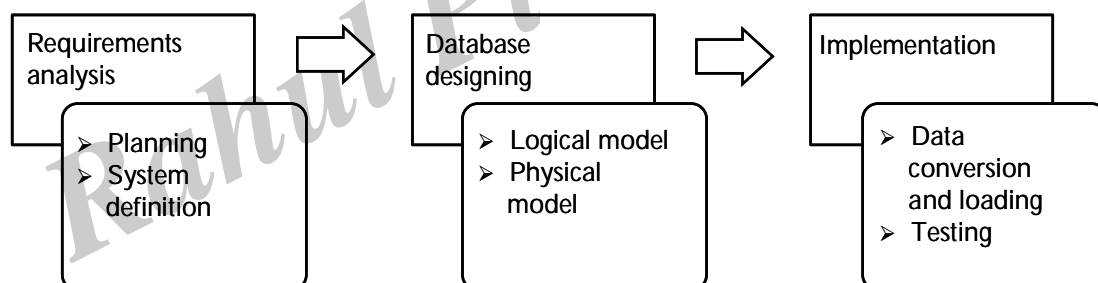 Requirements
analysis
➢ Planning
➢ System
definition
Database
designing
➢ Logical model
➢ Physical
model
Implementation
➢ Data
conversion
and loading
➢ Testing
Rahul